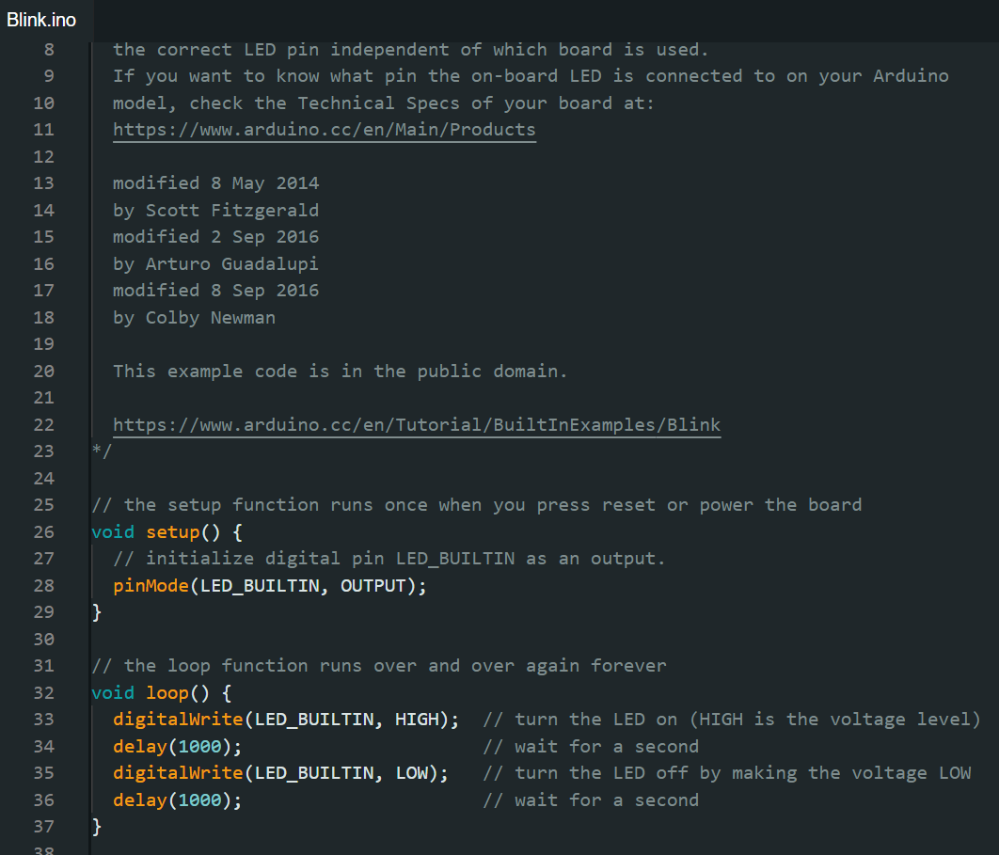 Blink.ino
8 the correct LED pin independent of which board is used.
9 If you want to know what pin the on-board LED is connected to on your Arduino
10 model, check the Technical Specs of your board at:
11 https://www.arduino.cc/en/Main/Products
12
13 modified 8 May 2014
14 by Scott Fitzgerald
15 modified 2 Sep 2016
16 by Arturo Guadalupi
17 modified 8 Sep 2016
18 by Colby Newman
19
20 This example code is in the public domain.
21
22 https://www.arduino.cc/en/Tutorial/BuiltInExamples/Blink
23 */
24
25 // the setup function runs once when you press reset or power the board
26 void setup() {
27   // initialize digital pin LED_BUILTIN as an output.
28   pinMode(LED_BUILTIN, OUTPUT);
29 }
30
31 // the loop function runs over and over again forever
32 void loop() {
33   digitalWrite(LED_BUILTIN, HIGH);  // turn the LED on (HIGH is the voltage level)
34   delay(1000);                      // wait for a second
35   digitalWrite(LED_BUILTIN, LOW);   // turn the LED off by making the voltage LOW
36   delay(1000);                      // wait for a second
37 }
38